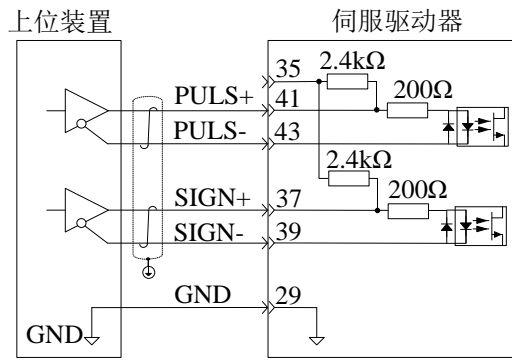 上位装置
伺服驱动器
35
2.4kΩ
PULS+
41
200Ω
PULS-
43
2.4kΩ
SIGN+
37
200Ω
SIGN-
39
GND
29
GND